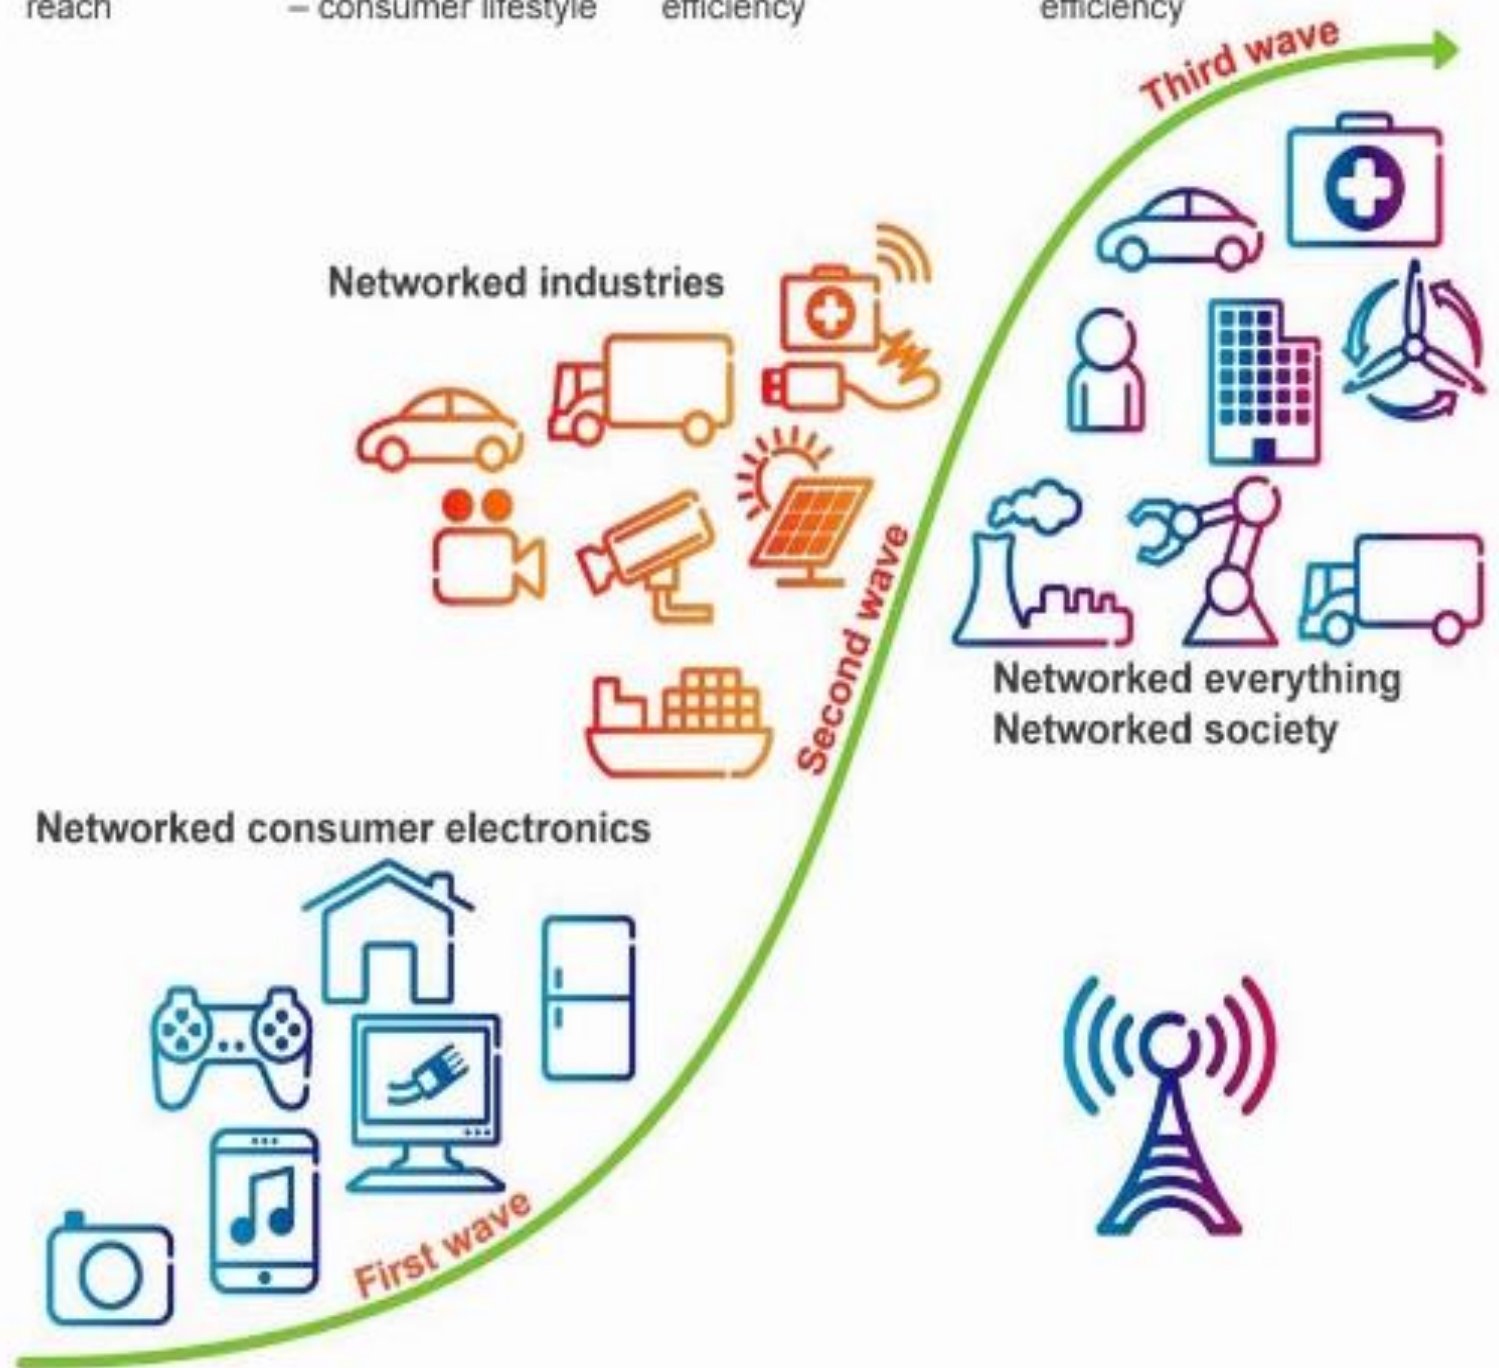 reach – consumer lifestyle efficiency efficiency
Third wave
Networked industries
Second wave
Networked everything
Networked society
Networked consumer electronics
First wave